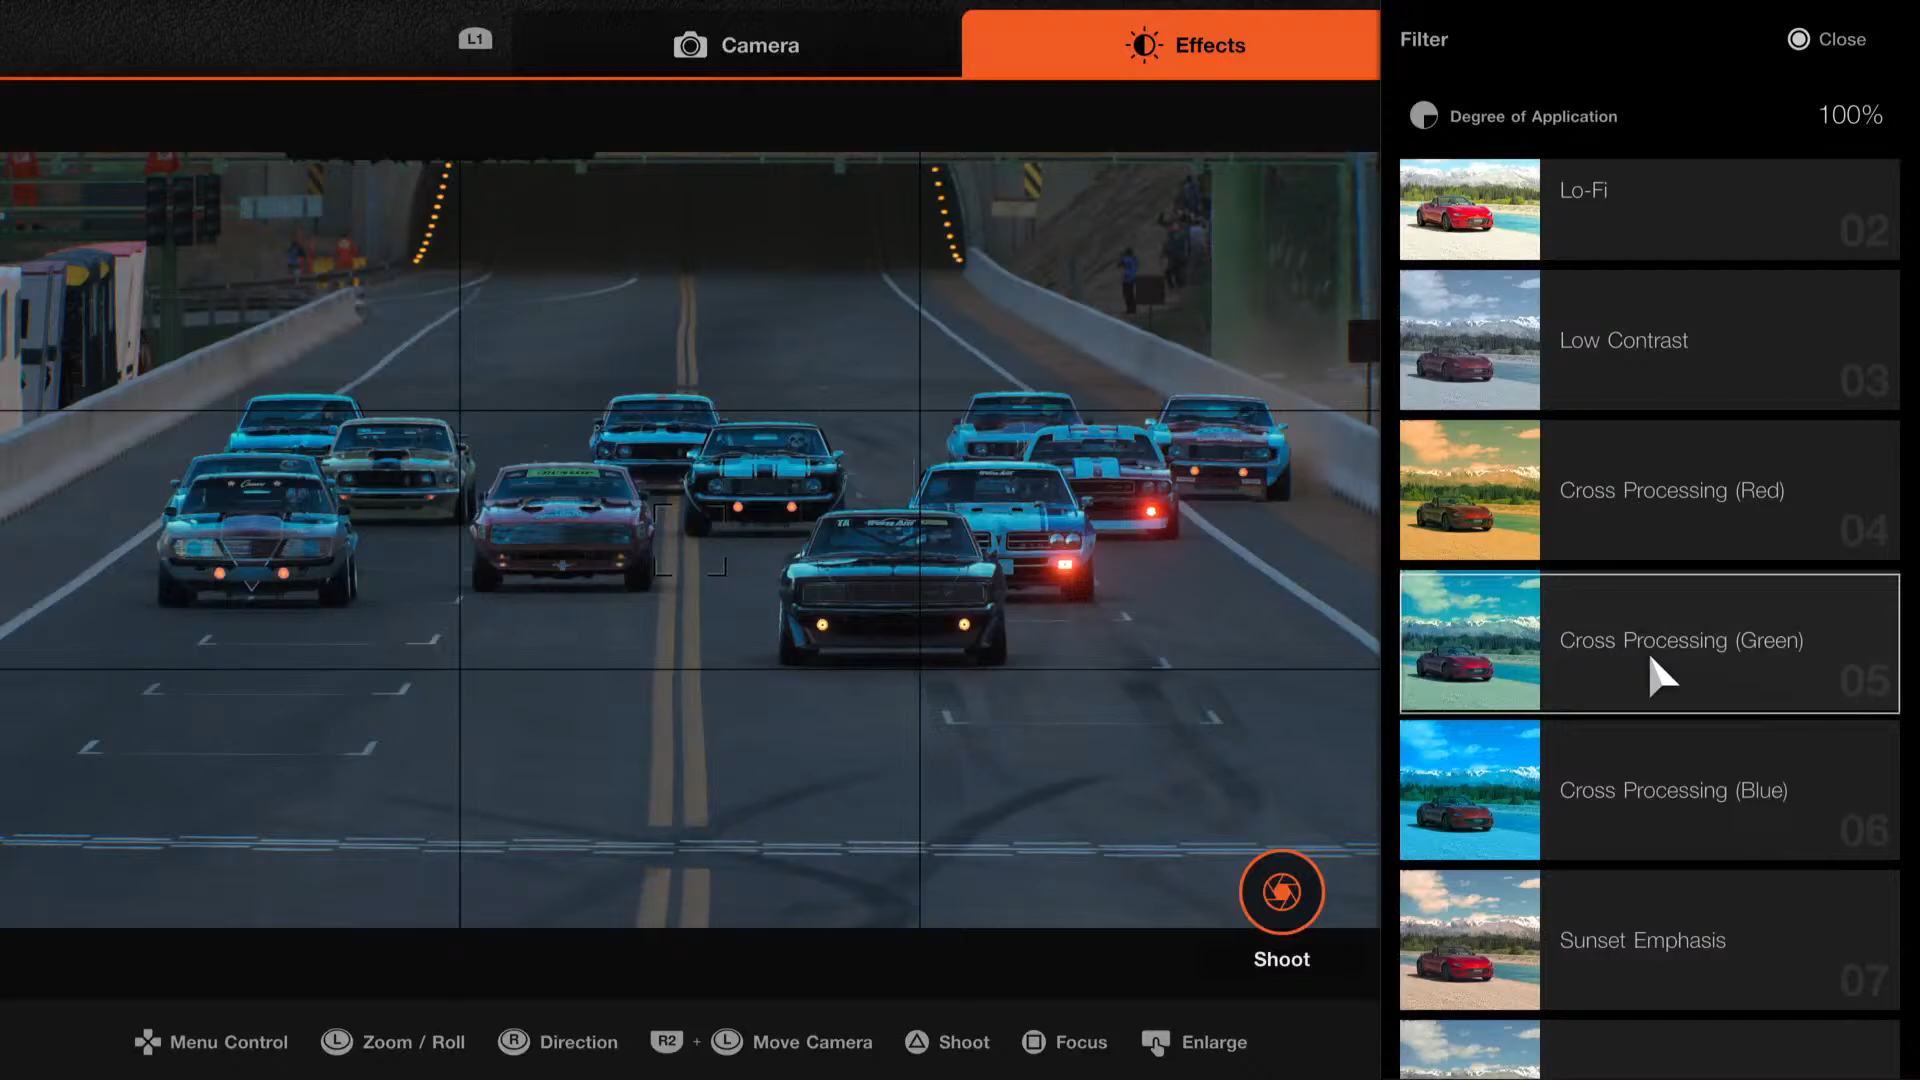 L1
Camera
Effects
Filter
Close
Degree of Application
100%
Lo-Fi
02
Low Contrast
03
Cross Processing (Red)
04
Cross Processing (Green)
05
Cross Processing (Blue)
06
Sunset Emphasis
07
TA
Shoot
Menu Control
L Zoom / Roll
R Direction
R2 + L Move Camera
Shoot
Focus
Enlarge